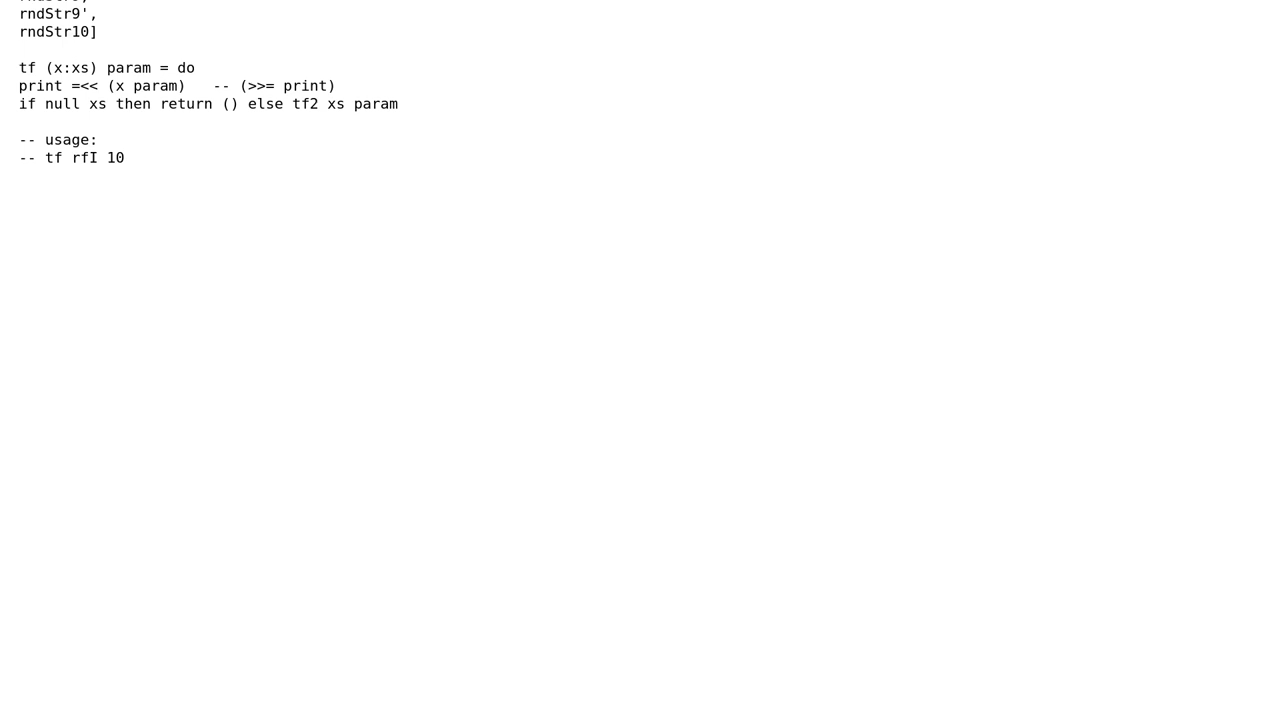 rndStr9',
rndStr10]

tf (x:xs) param = do
print =<< (x param)   -- (>>= print)
if null xs then return () else tf2 xs param

-- usage:
-- tf rfI 10